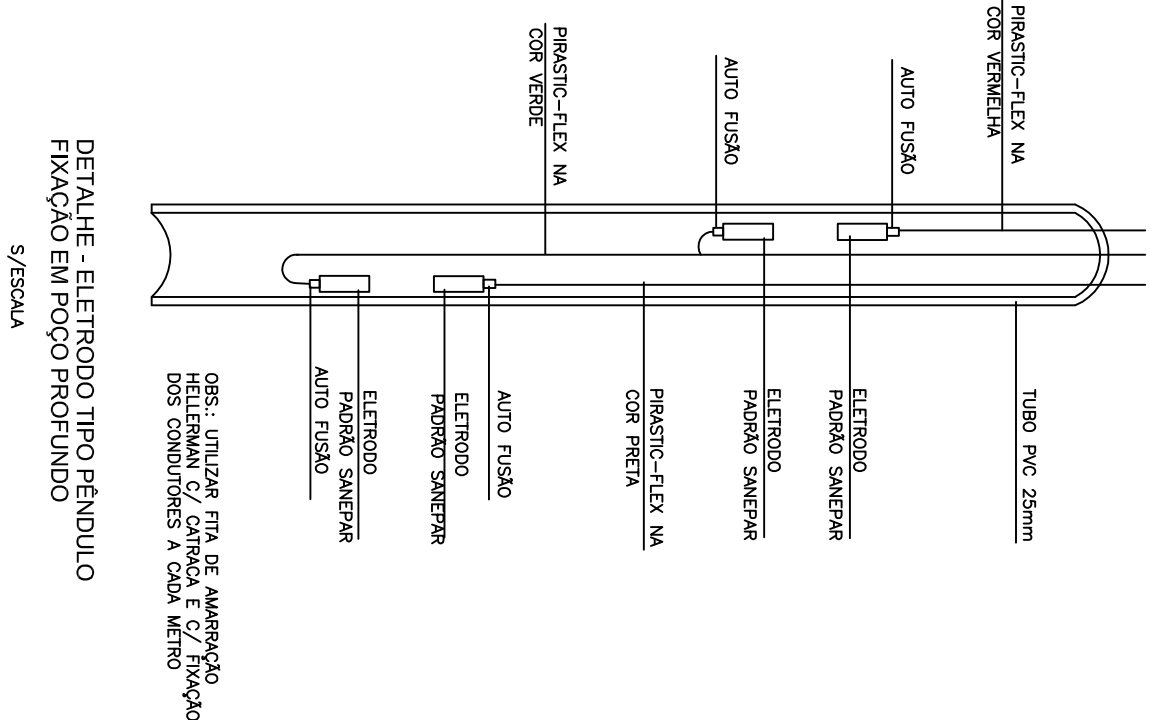 PIRASTIC-FLEX NA
COR VERMELHA
AUTO FUSÃO
AUTO FUSÃO
PIRASTIC-FLEX NA
COR VERDE
TUBO PVC 25mm
ELETRODO
PADRÃO SANEPAR
ELETRODO
PADRÃO SANEPAR
PIRASTIC-FLEX NA
COR PRETA
AUTO FUSÃO
ELETRODO
PADRÃO SANEPAR
ELETRODO
PADRÃO SANEPAR
AUTO FUSÃO
OBS.: UTILIZAR FITA DE AMARRAÇÃO
HELLERMAN C/ CATRACA E C/ FIXAÇÃO
DOS CONDUTORES A CADA METRO
DETALHE - ELETRODO TIPO PÊNDULO
FIXAÇÃO EM POÇO PROFUNDO
S/ESCALA